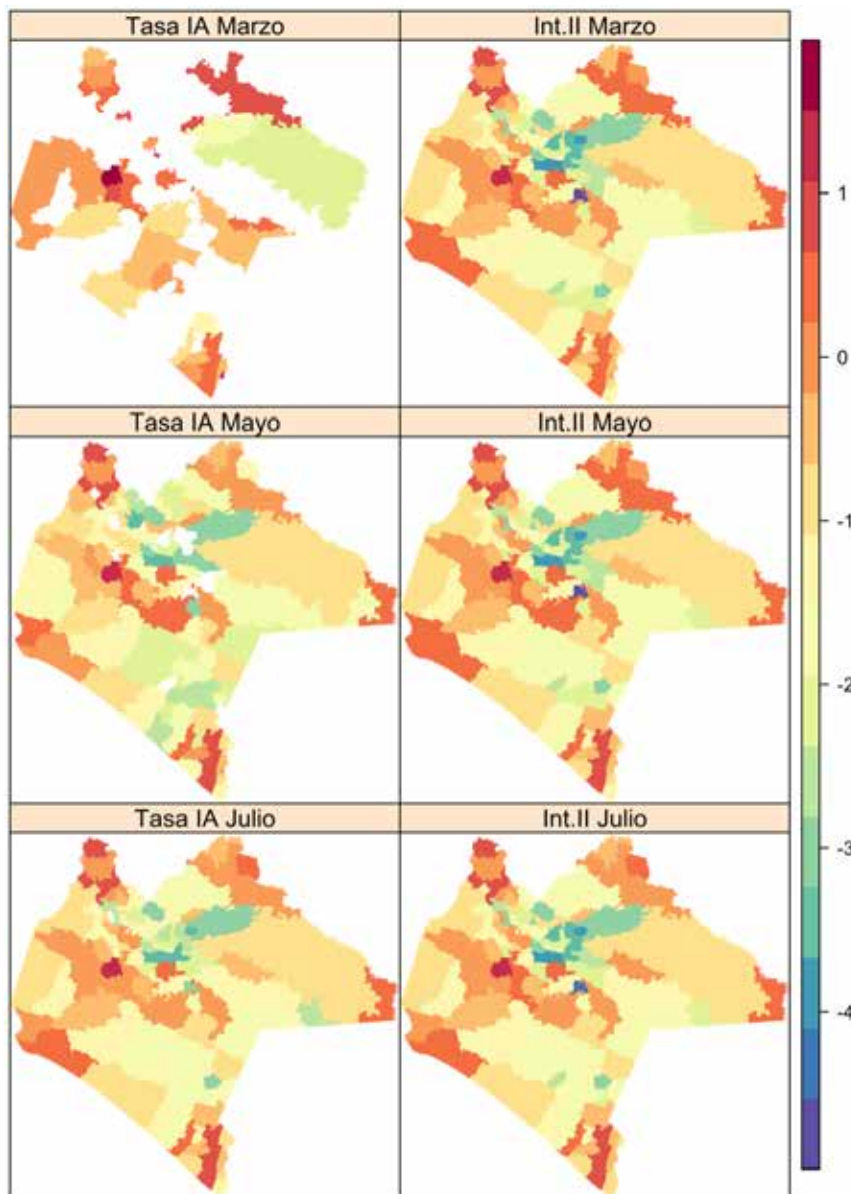 Tasa IA Marzo
Int.II Marzo
Tasa IA Mayo
Int.II Mayo
Tasa IA Julio
Int.II Julio
1
0
-1
-2
-3
-4